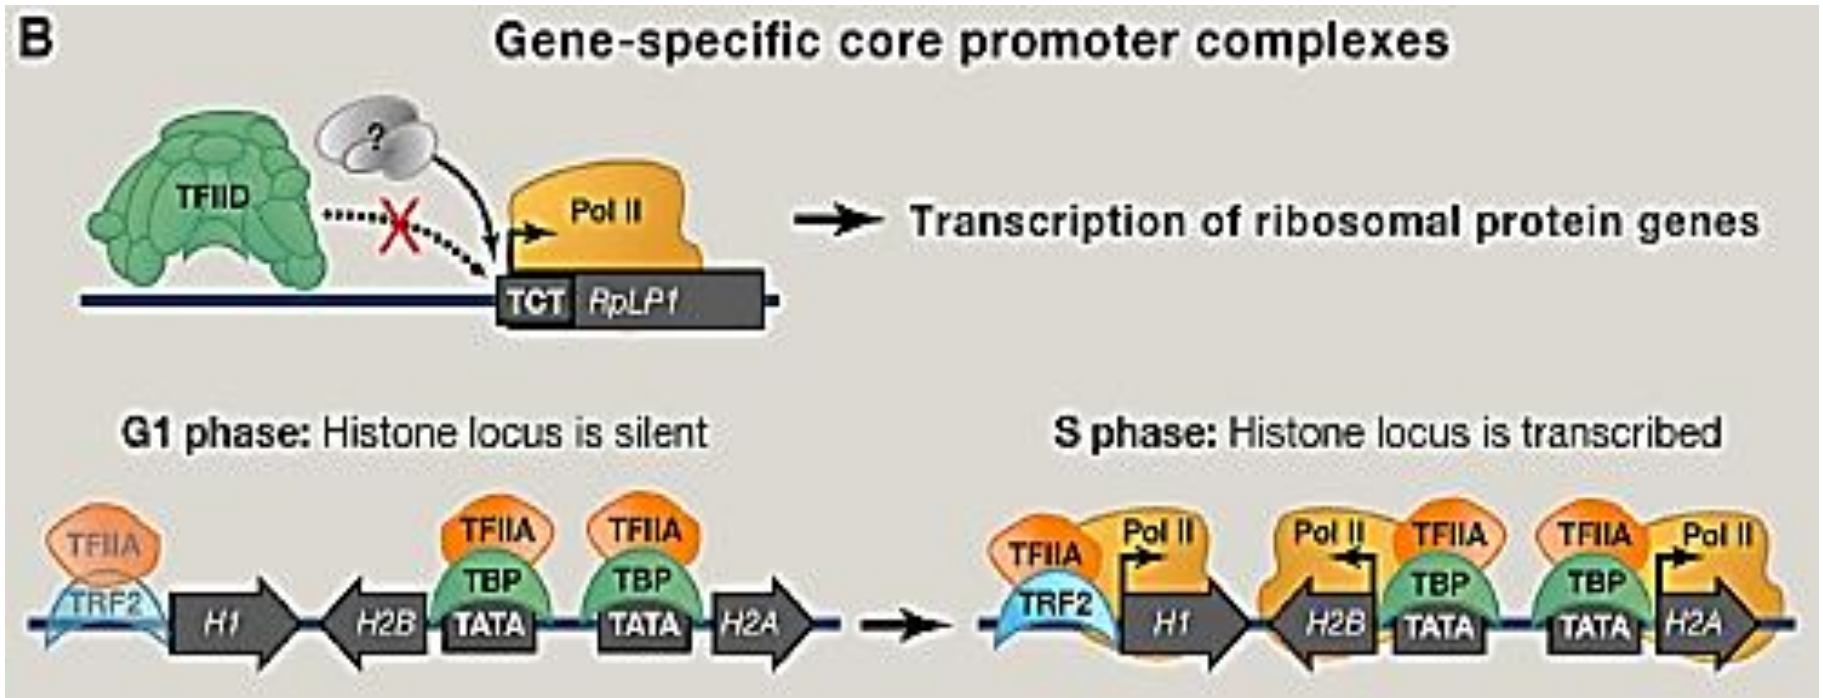 B
Gene-specific core promoter complexes
?
TFIID
Pol II
Transcription of ribosomal protein genes
X
TCT RpLP1
G1 phase: Histone locus is silent
S phase: Histone locus is transcribed
TFIIA TFIIA TFIIA
TRF2 H1 H2B TBP TATA TBP TATA H2A
TFIIA Pol II Pol II TFIIA TFIIA Pol II
TRF2 H1 H2B TBP TATA TBP TATA H2A